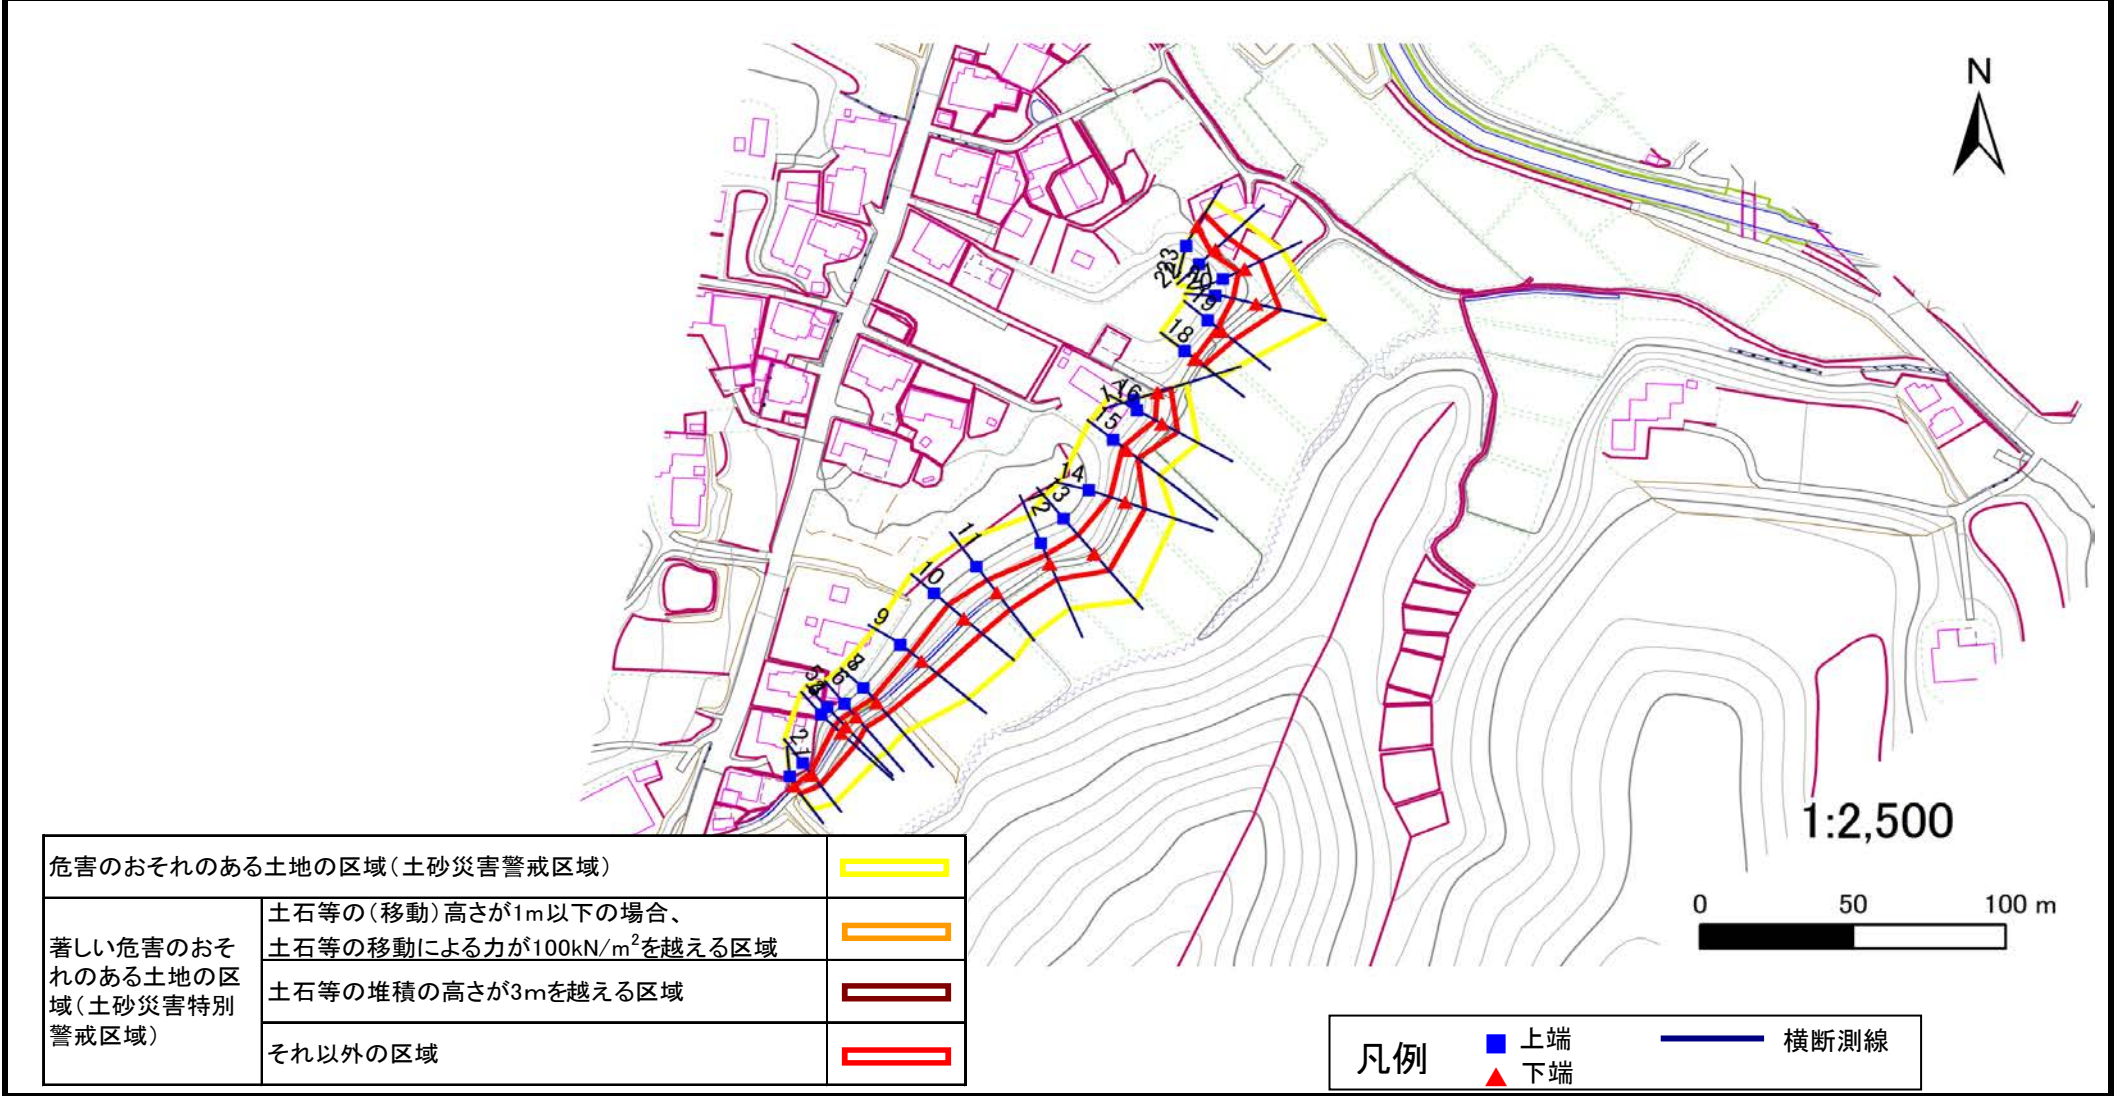 N
23
19
18
16
15
14
13
12
11
10
9
8
6
5
2
1
1:2,500
0 50 100 m
危害のおそれのある土地の区域(土砂災害警戒区域)
著しい危害のおそ
れのある土地の区
域(土砂災害特別
警戒区域)
土石等の(移動)高さが1m以下の場合、
土石等の移動による力が100kN/m²を越える区域
土石等の堆積の高さが3mを越える区域
それ以外の区域
凡例
上端
下端
横断測線